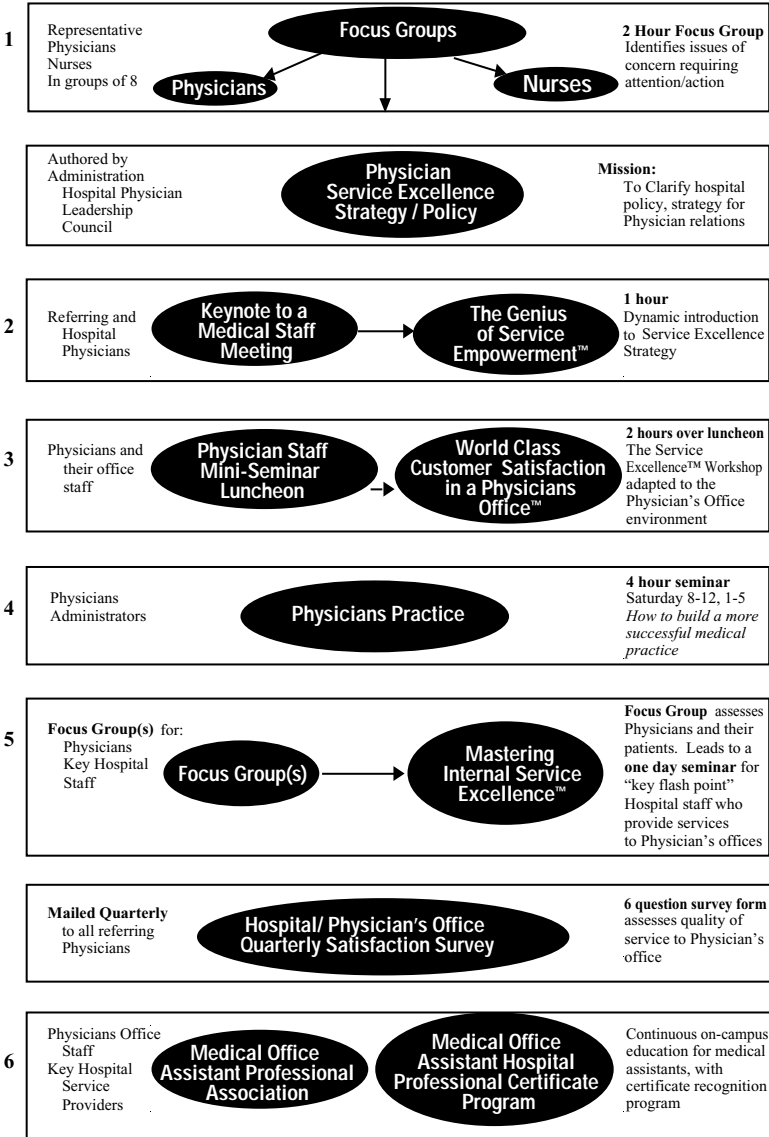 1
Representative
Physicians
Nurses
In groups of 8
Focus Groups
Physicians
Nurses
2 Hour Focus Group
Identifies issues of
concern requiring
attention/action
Authored by
Administration
Hospital Physician
Leadership
Council
Physician
Service Excellence
Strategy / Policy
Mission:
To Clarify hospital
policy, strategy for
Physician relations
2
Referring and
Hospital
Physicians
Keynote to a
Medical Staff
Meeting
The Genius
of Service
Empowerment™
1 hour
Dynamic introduction
to Service Excellence
Strategy
3
Physicians and
their office
staff
Physician Staff
Mini-Seminar
Luncheon
World Class
Customer Satisfaction
in a Physicians
Office™
2 hours over luncheon
The Service
Excellence™ Workshop
adapted to the
Physician's Office
environment
4
Physicians
Administrators
Physicians Practice
4 hour seminar
Saturday 8-12, 1-5
How to build a more
successful medical
practice
5
Focus Group(s) for:
Physicians
Key Hospital
Staff
Focus Group(s)
Mastering
Internal Service
Excellence™
Focus Group assesses
Physicians and their
patients. Leads to a
one day seminar for
“key flash point”
Hospital staff who
provide services
to Physician's offices
Mailed Quarterly
to all referring
Physicians
Hospital/ Physician's Office
Quarterly Satisfaction Survey
6 question survey form
assesses quality of
service to Physician's
office
6
Physicians Office
Staff
Key Hospital
Service
Providers
Medical Office
Assistant Professional
Association
Medical Office
Assistant Hospital
Professional Certificate
Program
Continuous on-campus
education for medical
assistants, with
certificate recognition
program